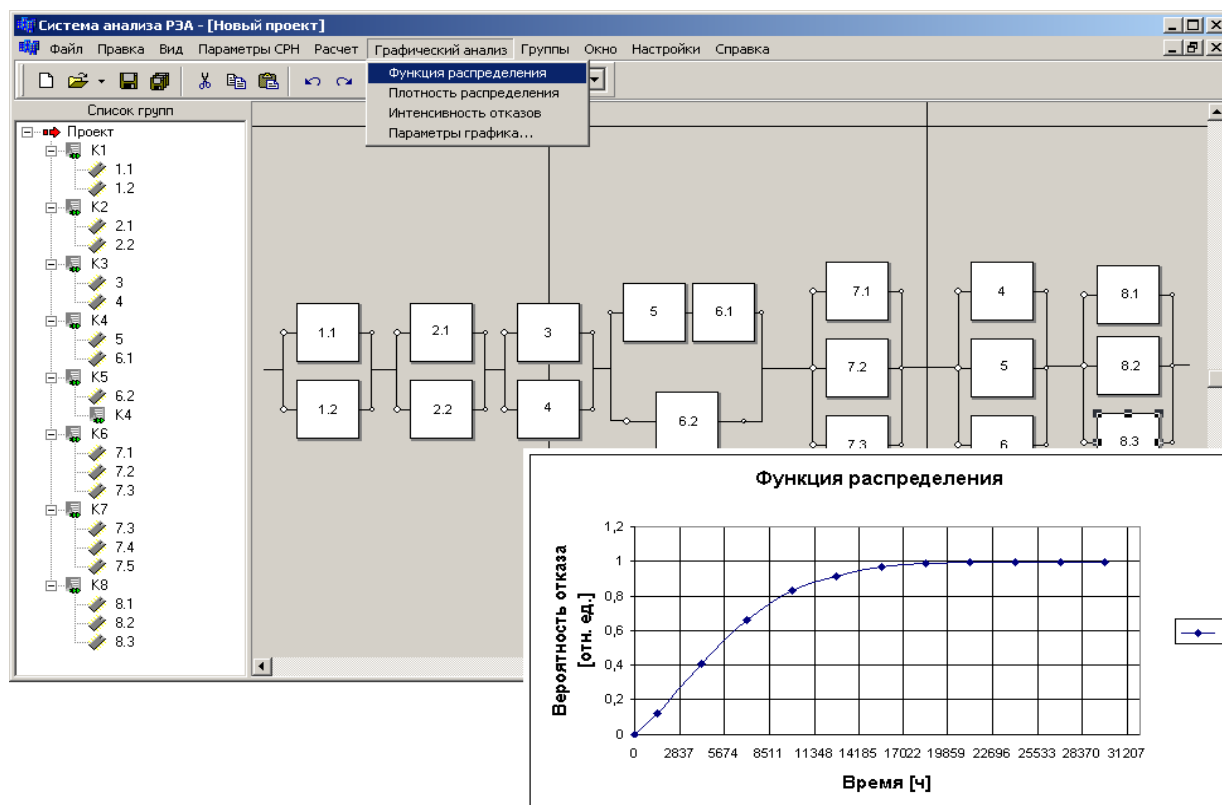 Система анализа РЭА - [Новый проект]
Файл Правка Вид Параметры СРН Расчет Графический анализ Группы Окно Настройки Справка
Функция распределения
Плотность распределения
Интенсивность отказов
Параметры графика...
Список групп
Проект
К1
1.1
1.2
К2
2.1
2.2
К3
3
4
К4
5
6.1
К5
6.2
К4
К6
7.1
7.2
7.3
К7
7.3
7.4
7.5
К8
8.1
8.2
8.3
1.1
1.2
2.1
2.2
3
4
5 6.1
6.2
7.1
7.2
7.3
4
5
6
8.1
8.2
8.3
Функция распределения
Вероятность отказа
[отн. ед.]
1,2
1
0,8
0,6
0,4
0,2
0
0 2837 5674 8511 11348 14185 17022 19859 22696 25533 28370 31207
Время [ч]